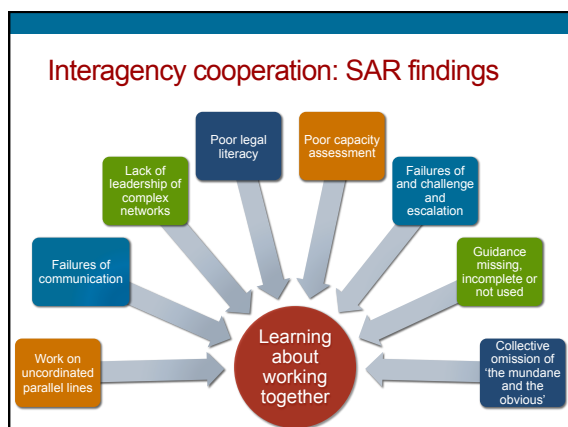 Interagency cooperation: SAR findings
Work on
uncoordinated
parallel lines
Failures of
communication
Lack of
leadership of
complex
networks
Poor legal
literacy
Poor capacity
assessment
Failures of
and challenge
and
escalation
Guidance
missing,
incomplete or
not used
Collective
omission of
‘the mundane
and the
obvious’
Learning
about
working
together